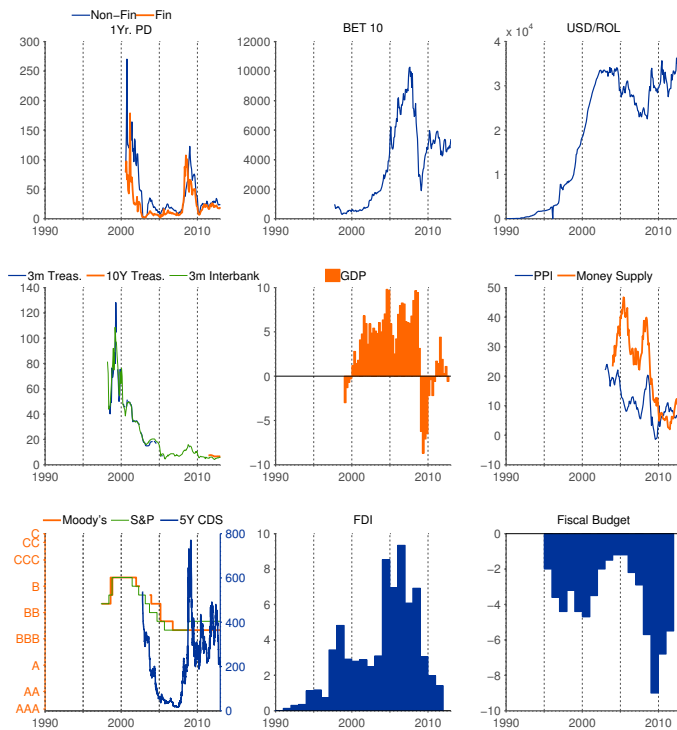 Non−Fin Fin
1Yr. PD
300
250
200
150
100
50
0
1990 2000 2010
BET 10
12000
10000
8000
6000
4000
2000
0
1990 2000 2010
USD/ROL
x 10^4
4
3
2
1
0
1990 2000 2010
3m Treas. 10Y Treas. 3m Interbank
140
120
100
80
60
40
20
0
1990 2000 2010
GDP
10
5
0
−5
−10
1990 2000 2010
PPI Money Supply
50
40
30
20
10
0
−10
1990 2000 2010
Moody's S&P 5Y CDS
C
CC
CCC
B
BB
BBB
A
AA
AAA
800
600
400
200
0
1990 2000 2010
FDI
10
8
6
4
2
0
1990 2000 2010
Fiscal Budget
0
−2
−4
−6
−8
−10
1990 2000 2010